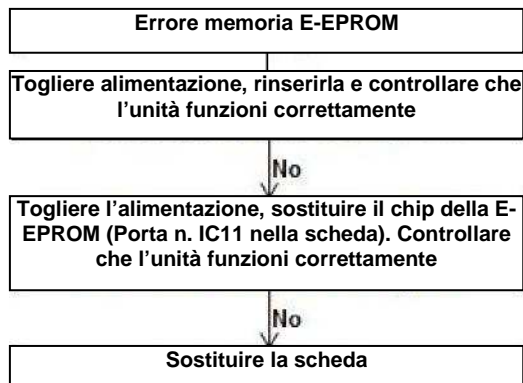 Errore memoria E-EPROM
Togliere alimentazione, rinserirla e controllare che
l'unità funzioni correttamente
No
Togliere l'alimentazione, sostituire il chip della E-
EPROM (Porta n. IC11 nella scheda). Controllare
che l'unità funzioni correttamente
No
Sostituire la scheda